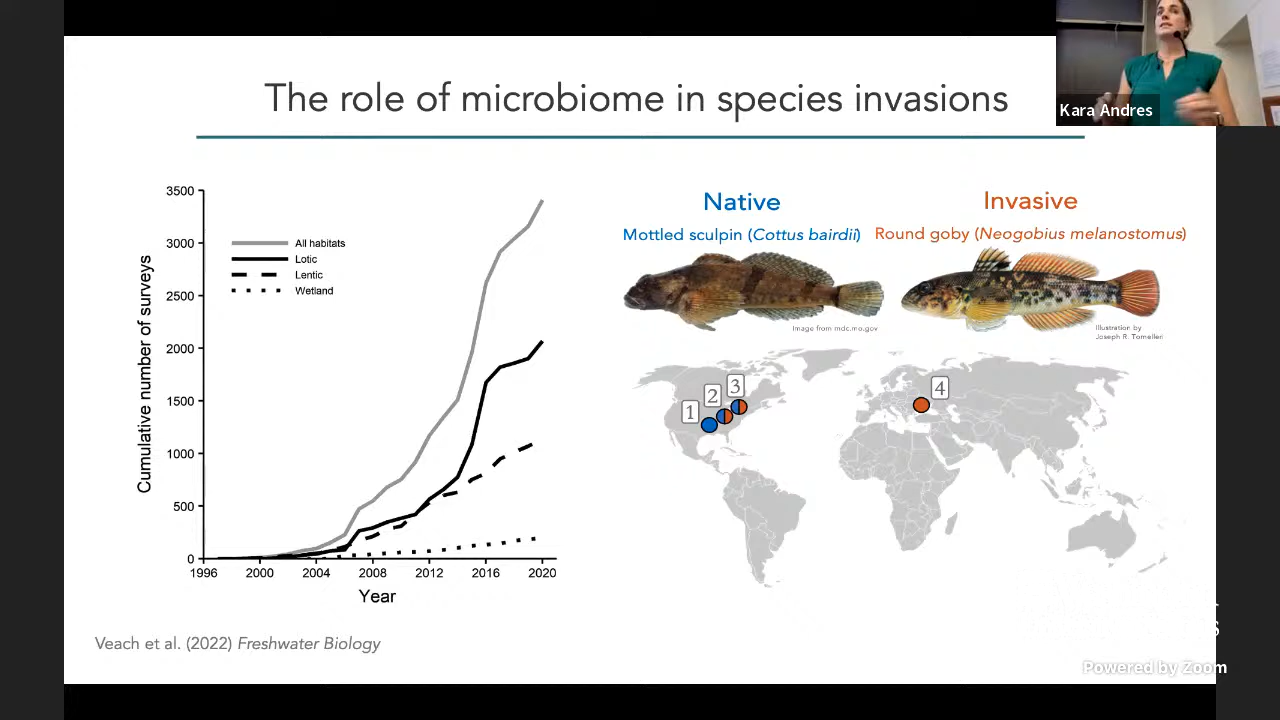 The role of microbiome in species invasions
Kara Andres
3500
3000
2500
2000
1500
1000
500
0
Cumulative number of surveys
All habitats
Lotic
Lentic
Wetland
1996
2000
2004
2008
2012
2016
2020
Year
Veach et al. (2022) Freshwater Biology
Native
Mottled sculpin (Cottus bairdii)
Image from mdc.mo.gov
Invasive
Round goby (Neogobius melanostomus)
Illustration by
Joseph R. Tomelleri
1
2
3
4
Powered by Zoom